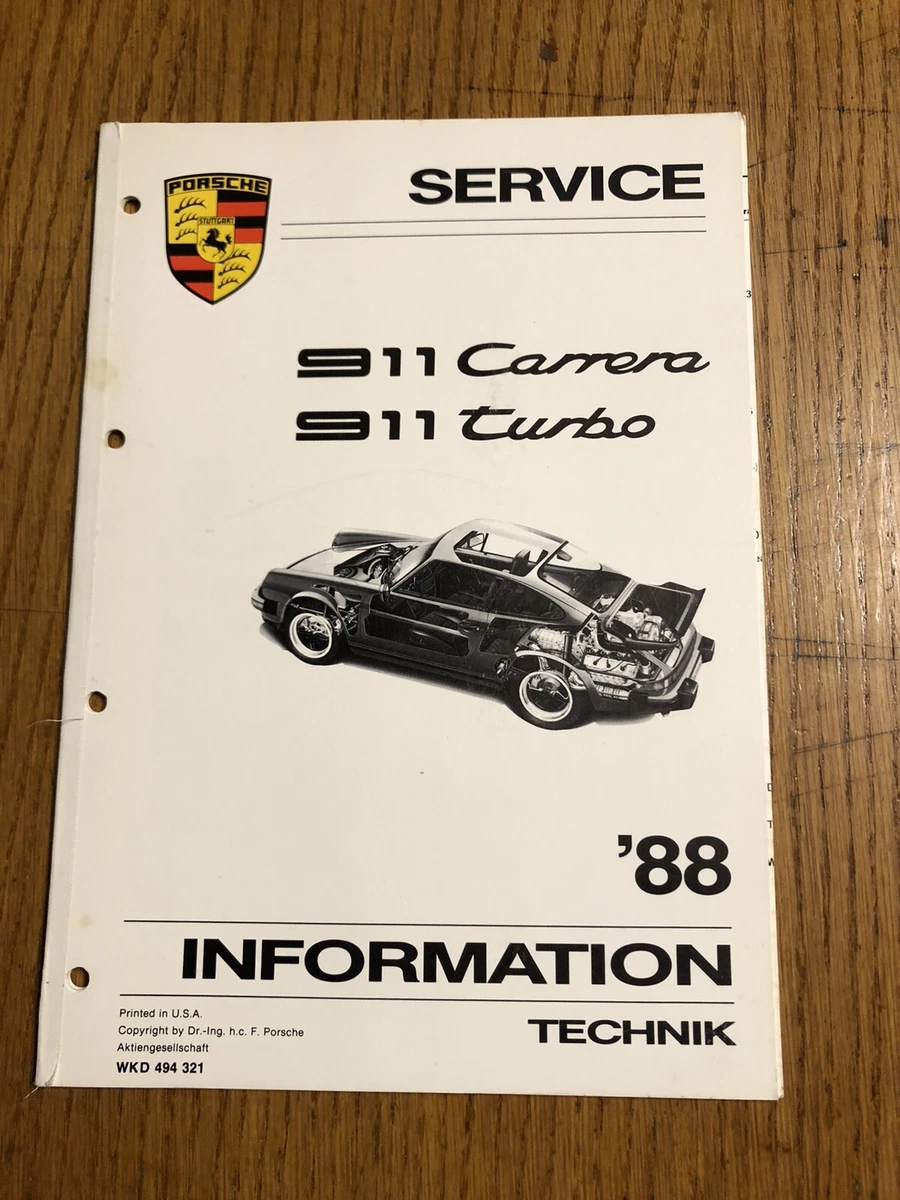 PORSCHE
STUTTGART
SERVICE
911 Carrera
911 turbo
'88
INFORMATION
TECHNIK
Printed in U.S.A.
Copyright by Dr.-Ing. h.c. F. Porsche
Aktiengesellschaft
WKD 494 321